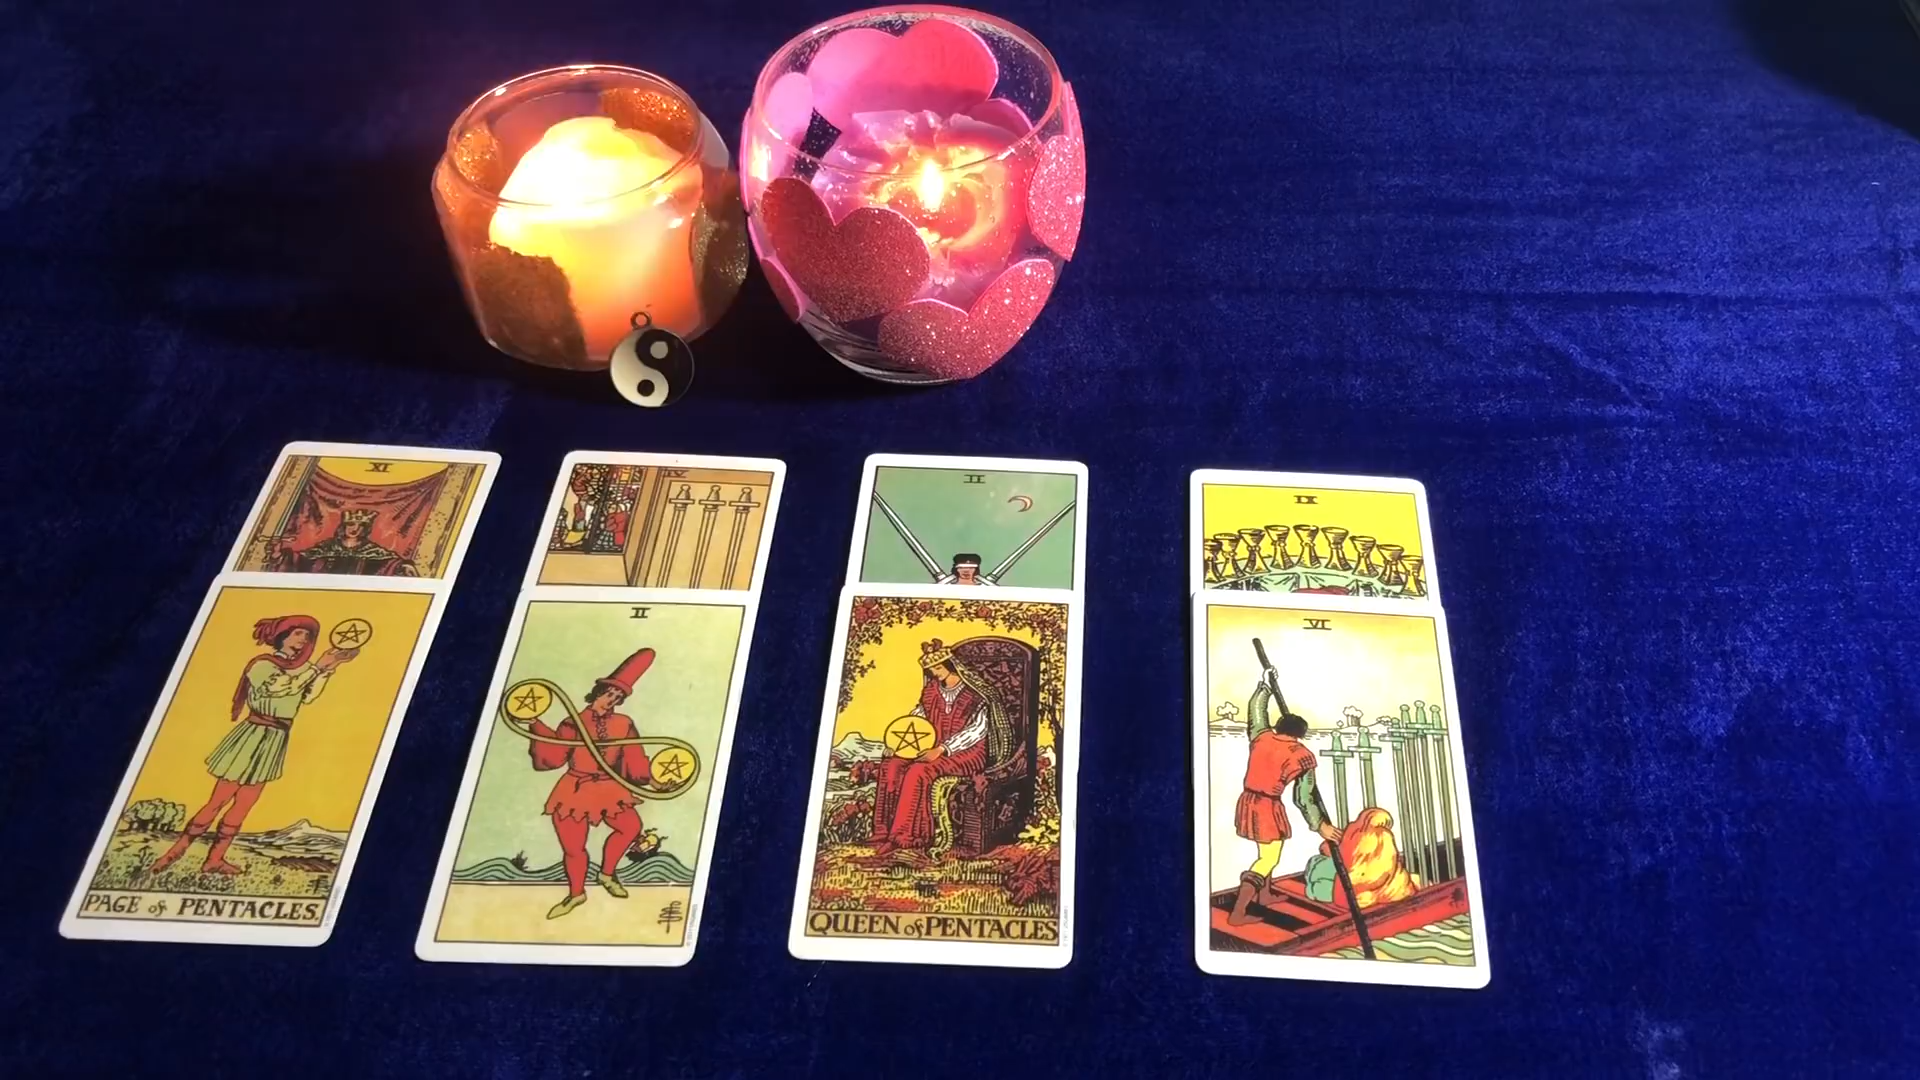 XI
IV
II
IX
PAGE of PENTACLES.
II
QUEEN of PENTACLES
VI